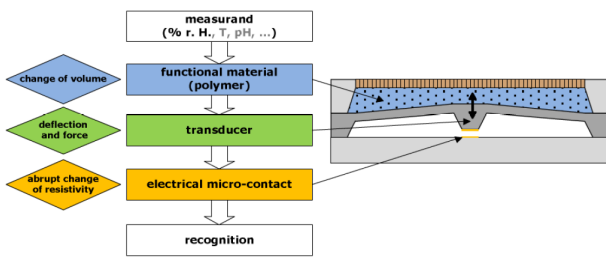 measurand
(% r. H., T, pH, ...)
change of volume
functional material
(polymer)
deflection
and force
transducer
abrupt change
of resistivity
electrical micro-contact
recognition